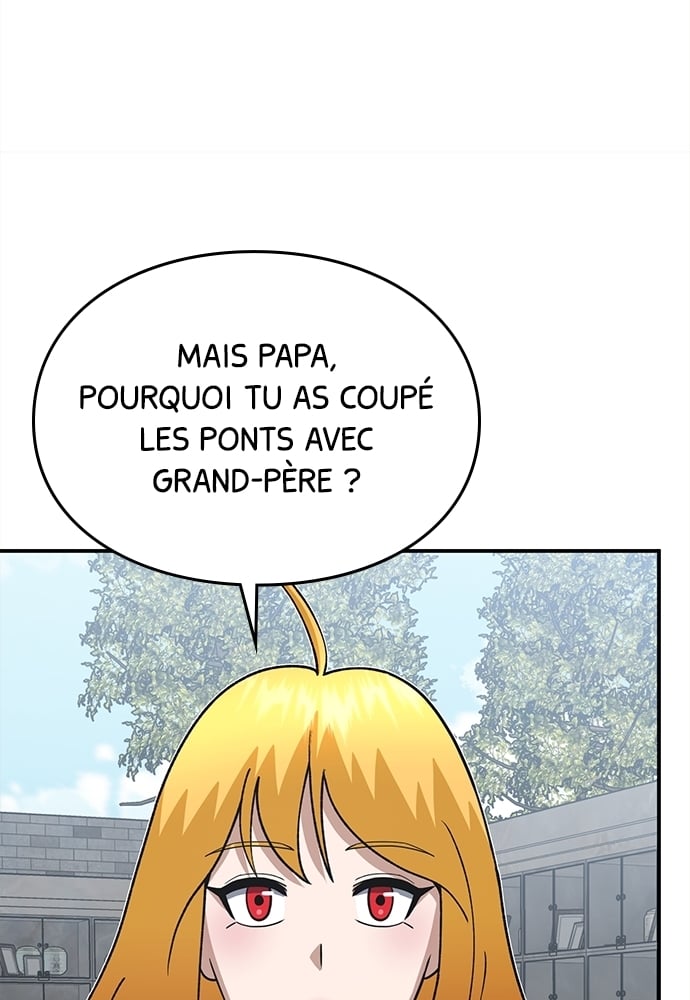 MAIS PAPA,
POURQUOI TU AS COUPÉ
LES PONTS AVEC
GRAND-PÈRE ?